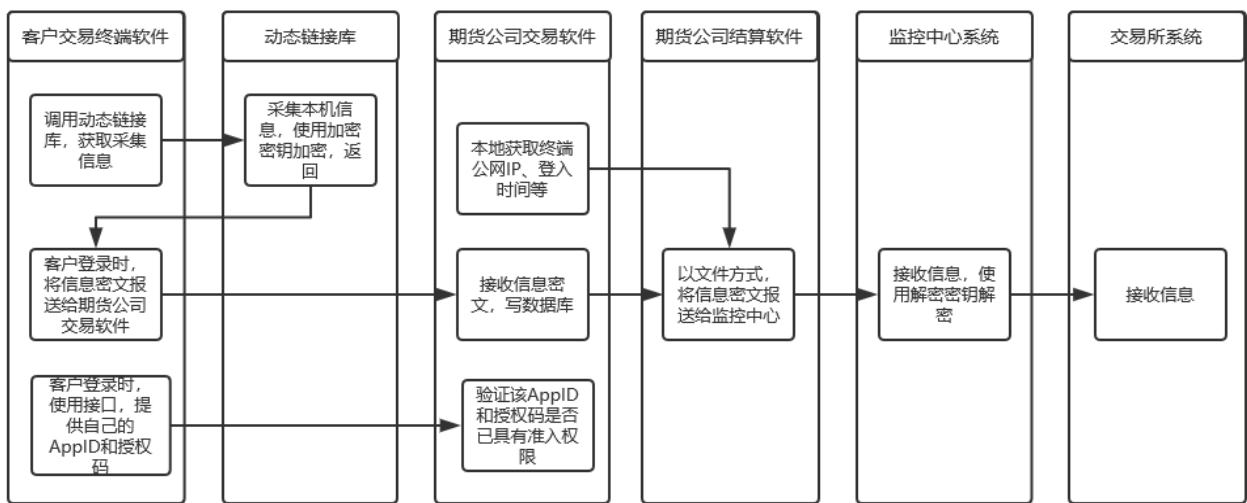 客户交易终端软件
动态链接库
期货公司交易软件
期货公司结算软件
监控中心系统
交易所系统
调用动态链接
库，获取采集
信息
采集本机信
息，使用加密
密钥加密，返
回
本地获取终端
公网IP、登入
时间等
客户登录时，
将信息密文报
送给期货公司
交易软件
接收信息密
文，写数据库
以文件方式，
将信息密文报
送给监控中心
接收信息，使
用解密密钥解
密
接收信息
客户登录时，
使用接口，提
供自己的
AppID和授权
码
验证该AppID
和授权码是否
已具有准入权
限